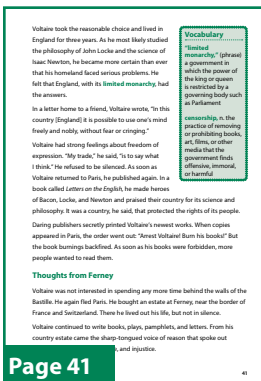 Voltaire took the reasonable choice and lived in
England for three years. As he most likely studied
the philosophy of John Locke and the science of
Isaac Newton, he became more certain than ever
that his homeland faced serious problems. He
felt that England, with its limited monarchy, had
the answers.
In a letter home to a friend, Voltaire wrote, "In this
country [England] it is possible to use one's mind
freely and nobly, without fear or cringing."
Voltaire had strong feelings about freedom of
expression. "My trade," he said, "is to say what
I think." He refused to be silenced. As soon as
Voltaire returned to Paris, he published again. In a
book called Letters on the English, he made heroes
of Bacon, Locke, and Newton and praised their country for its science and
philosophy. It was a country, he said, that protected the rights of its people.
Daring publishers secretly printed Voltaire's newest works. When copies
appeared in Paris, the order went out: "Arrest Voltaire! Burn his books!" But
the book burnings backfired. As soon as his books were forbidden, more
people wanted to read them.
Thoughts from Ferney
Voltaire was not interested in spending any more time behind the walls of the
Bastille. He again fled Paris. He bought an estate at Ferney, near the border of
France and Switzerland. There he lived out his life, but not in silence.
Voltaire continued to write books, plays, pamphlets, and letters. From his
country estate came the sharp-tongued voice of reason that spoke out
, and injustice.
Vocabulary
"limited
monarchy," (phrase)
a government in
which the power of
the king or queen
is restricted by a
governing body such
as Parliament
censorship, n. the
practice of removing
or prohibiting books,
art, films, or other
media that the
government finds
offensive, immoral,
or harmful
Page 41
41